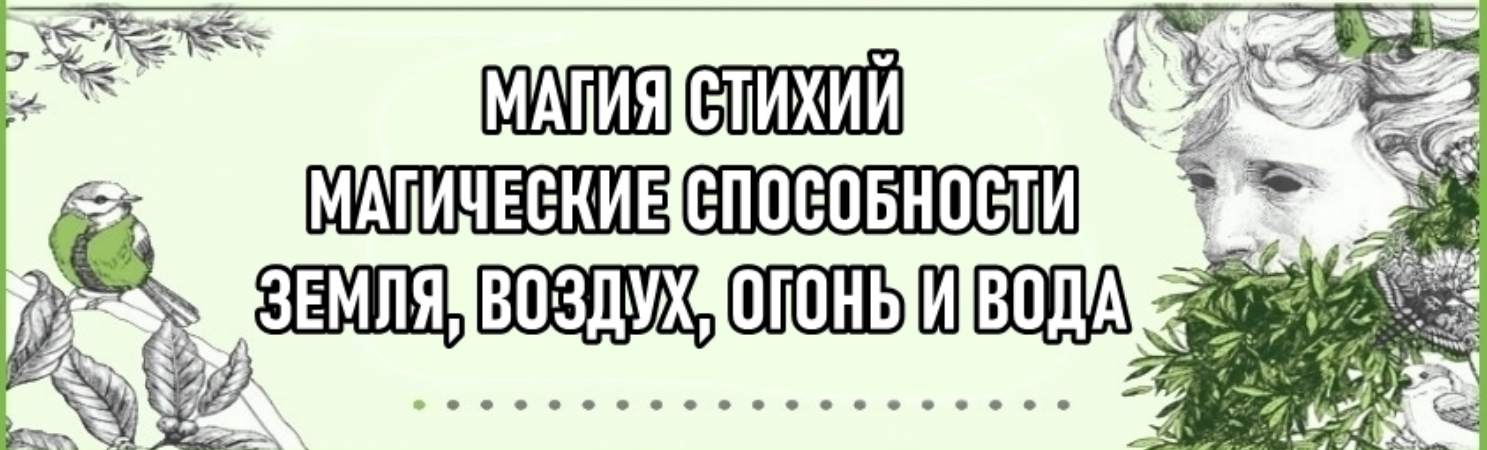 МАГИЯ СТИХИЙ
МАГИЧЕСКИЕ СПОСОБНОСТИ
ЗЕМЛЯ, ВОЗДУХ, ОГОНЬ И ВОДА